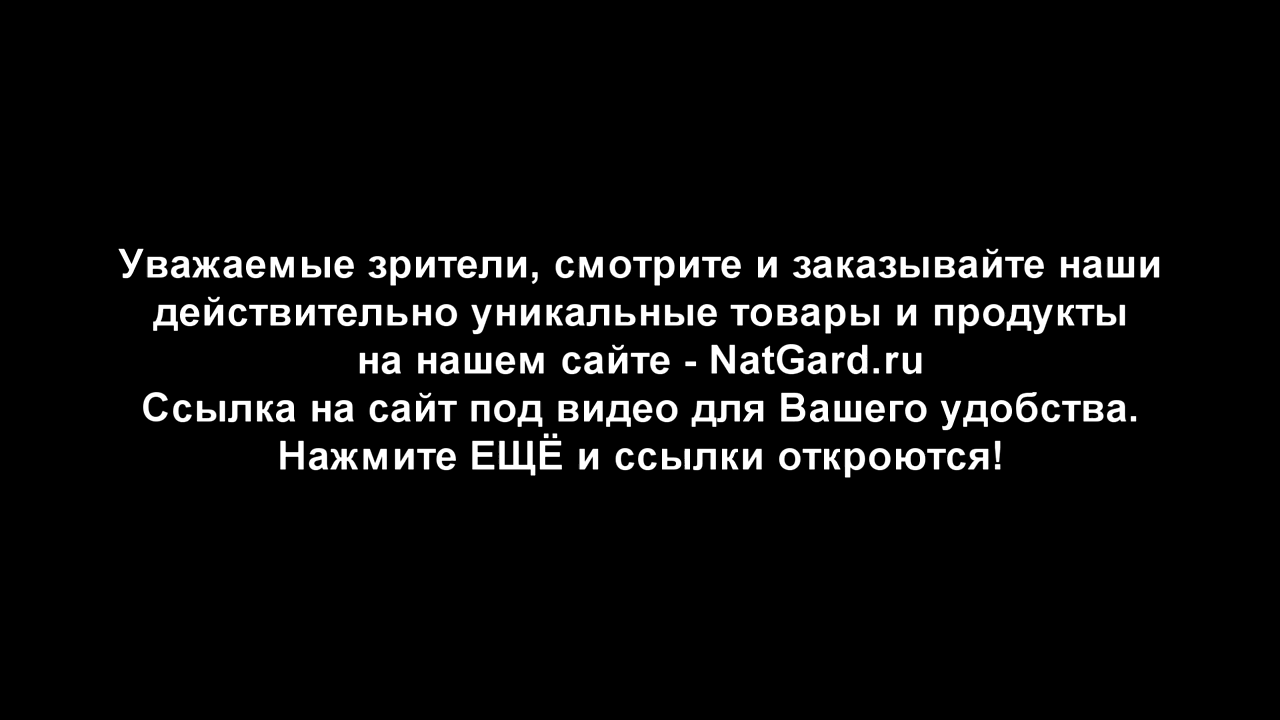 Уважаемые зрители, смотрите и заказывайте наши
действительно уникальные товары и продукты
на нашем сайте - NatGard.ru
Ссылка на сайт под видео для Вашего удобства.
Нажмите ЕЩЁ и ссылки откроются!